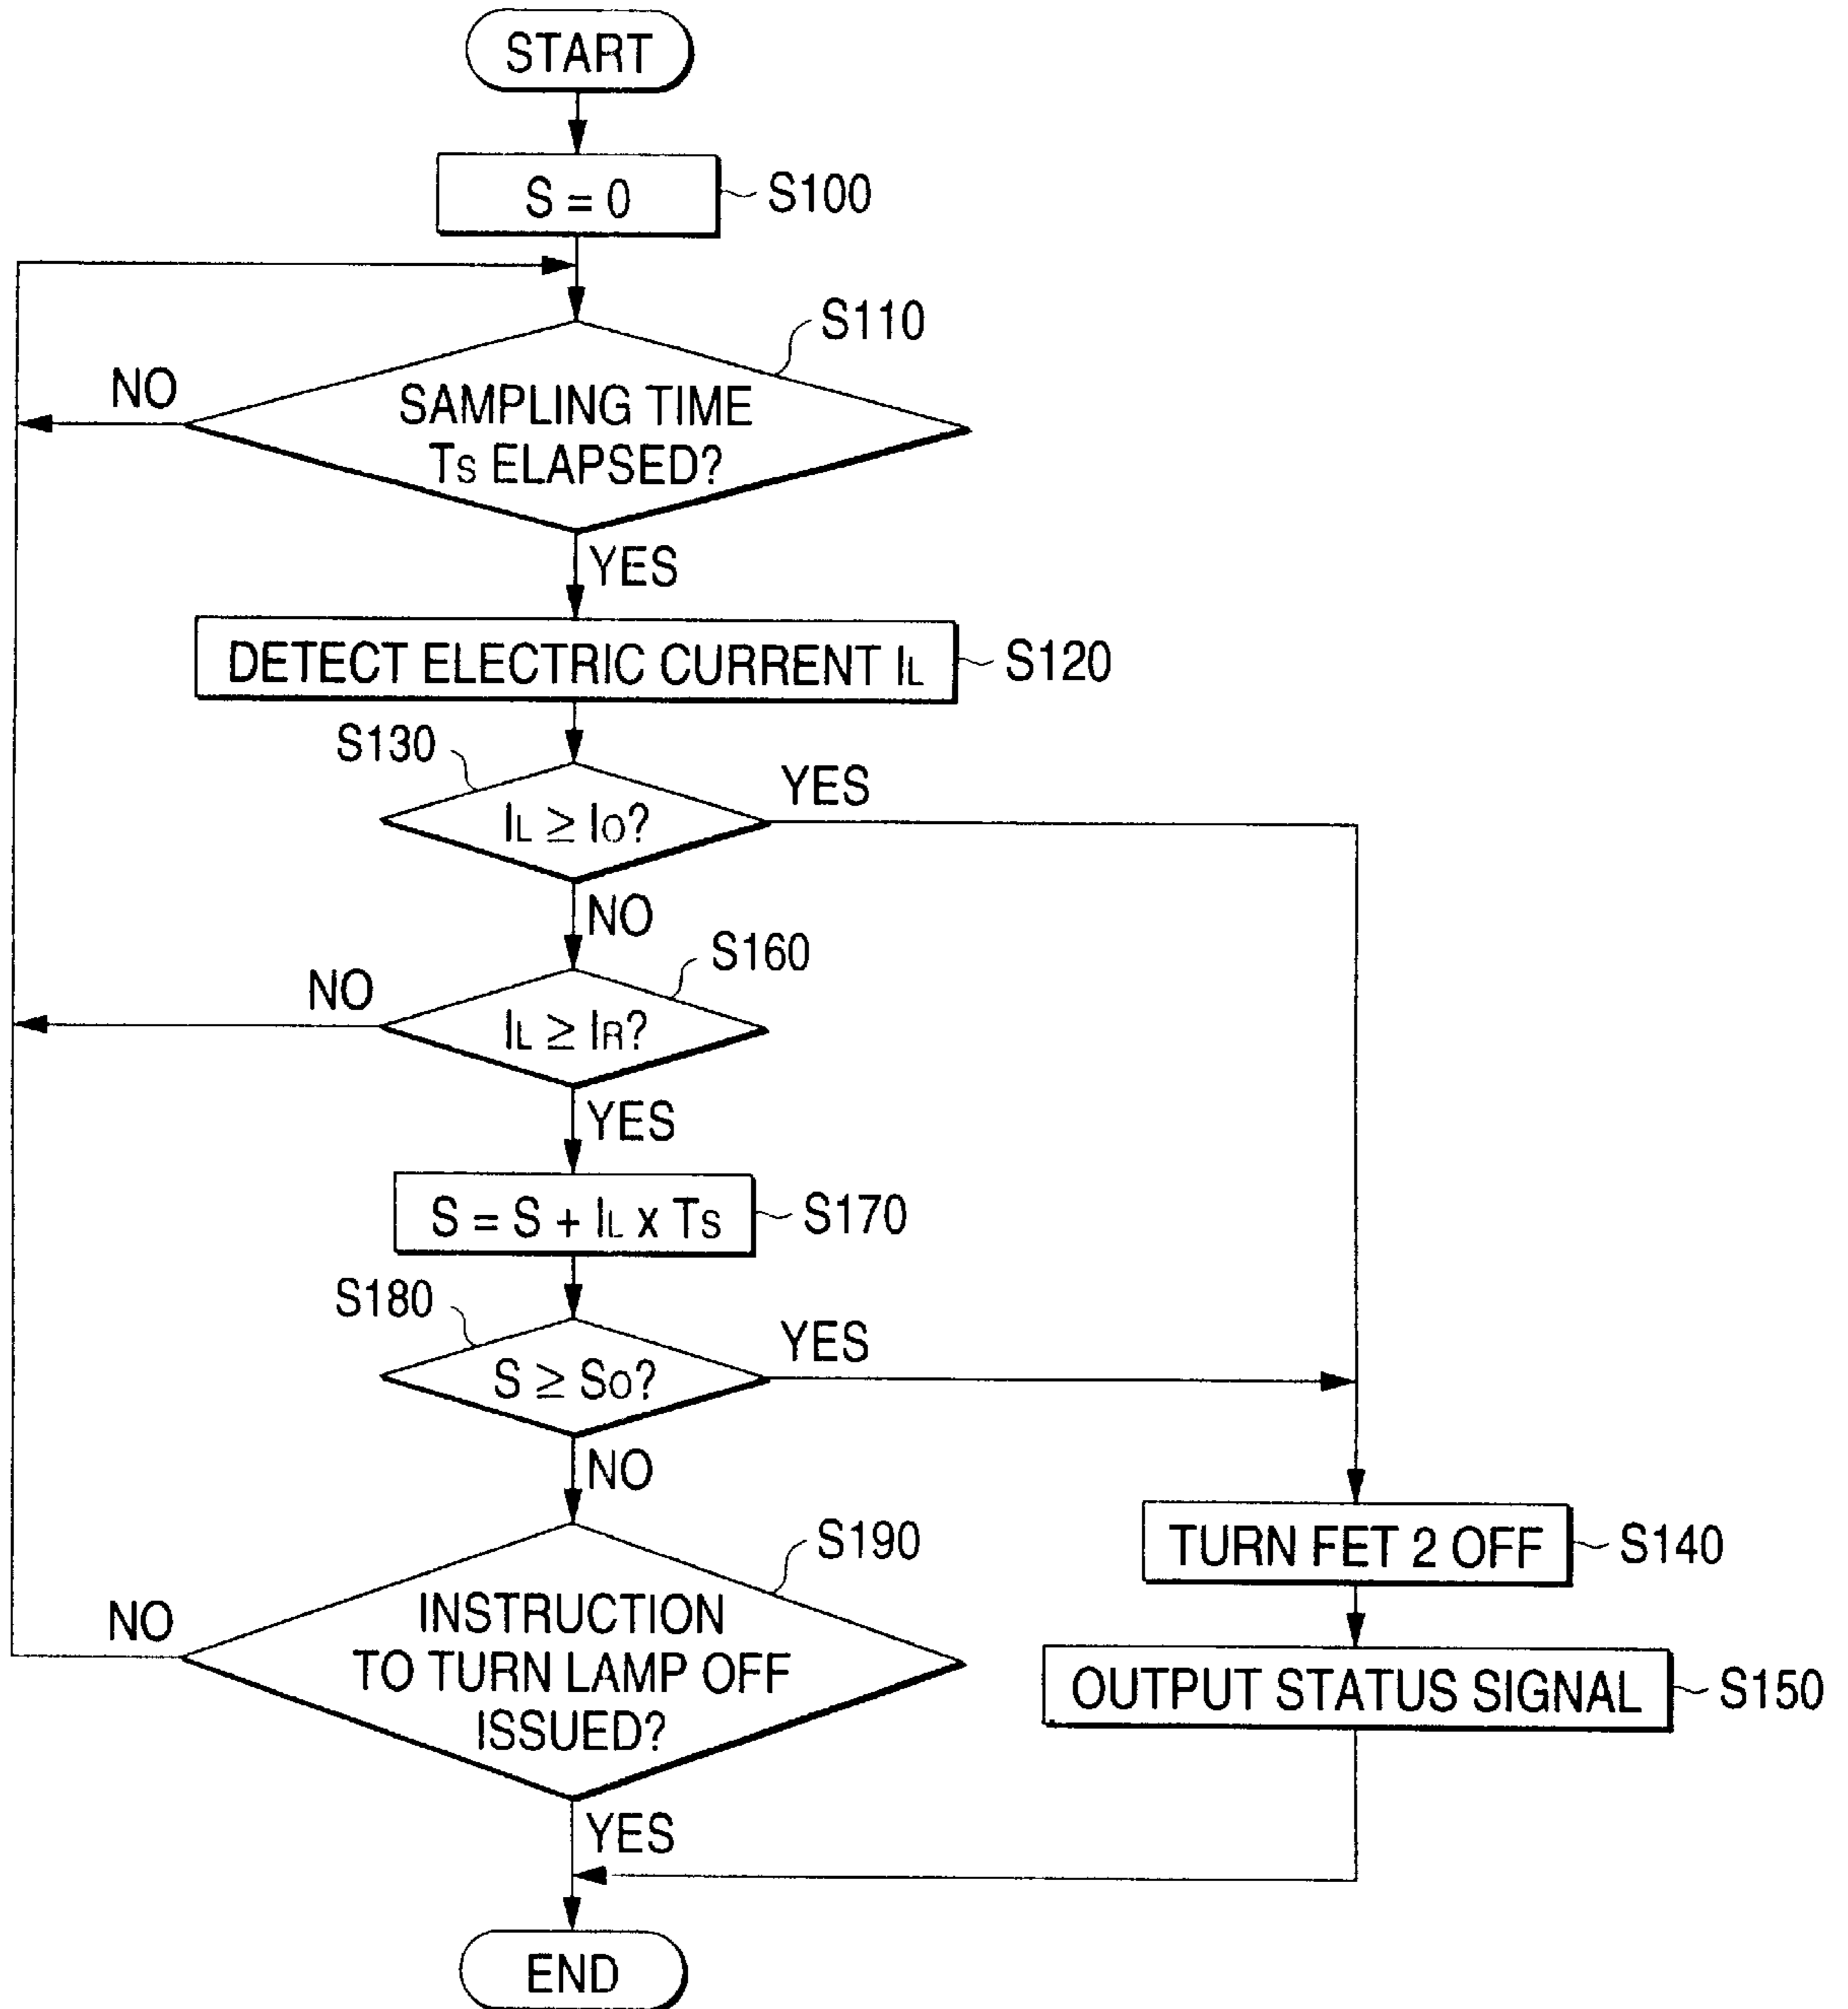 START
S = 0
S100
S110
NO
SAMPLING TIME
TS ELAPSED?
YES
DETECT ELECTRIC CURRENT IL
S120
S130
YES
IL ≥ IO?
NO
S160
NO
IL ≥ IR?
YES
S = S + IL x TS
S170
S180
YES
S ≥ SO?
NO
S190
TURN FET 2 OFF
S140
NO
INSTRUCTION
TO TURN LAMP OFF
ISSUED?
OUTPUT STATUS SIGNAL
S150
YES
END